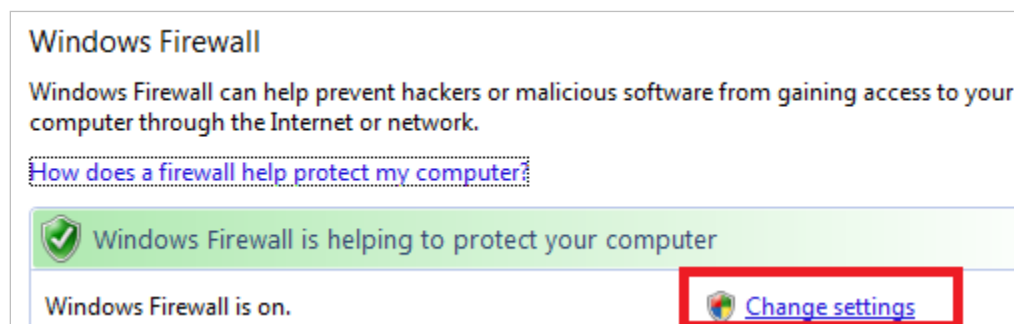 Windows Firewall
Windows Firewall can help prevent hackers or malicious software from gaining access to your
computer through the Internet or network.
How does a firewall help protect my computer?
Windows Firewall is helping to protect your computer
Windows Firewall is on. Change settings